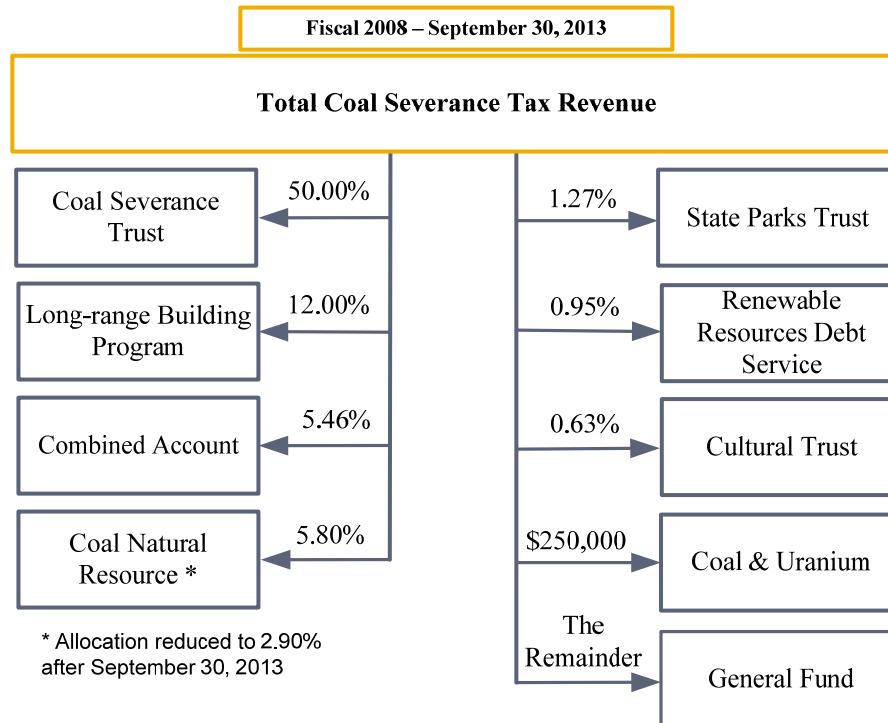 Fiscal 2008 – September 30, 2013
Total Coal Severance Tax Revenue
50.00%
Coal Severance
Trust
12.00%
Long-range Building
Program
5.46%
Combined Account
5.80%
Coal Natural
Resource *
* Allocation reduced to 2.90%
after September 30, 2013
1.27%
State Parks Trust
0.95%
Renewable
Resources Debt
Service
0.63%
Cultural Trust
$250,000
Coal & Uranium
The
Remainder
General Fund